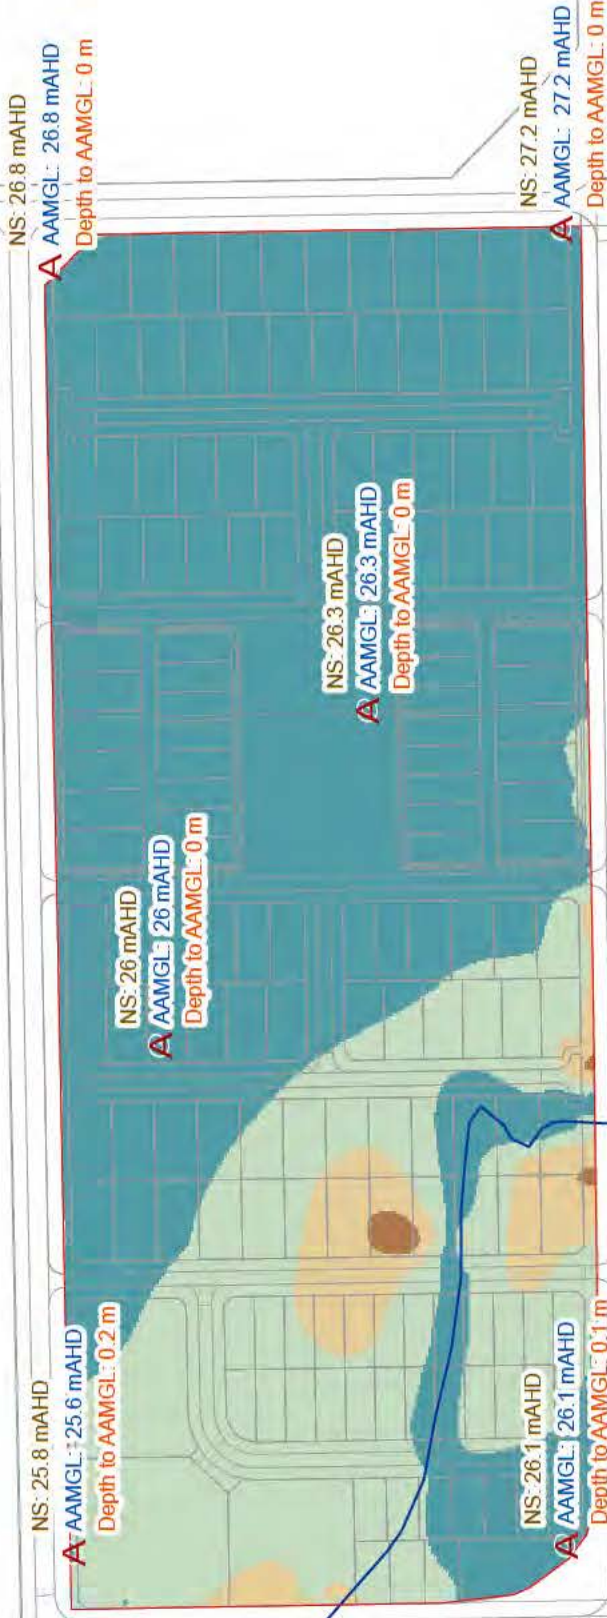 NS: 26.8 mAHD
AAMGL: 26.8 mAHD
Depth to AAMGL: 0 m
NS: 27.2 mAHD
AAMGL: 27.2 mAHD
Depth to AAMGL: 0 m
NS: 26.3 mAHD
AAMGL: 26.3 mAHD
Depth to AAMGL: 0 m
NS: 26 mAHD
AAMGL: 26 mAHD
Depth to AAMGL: 0 m
NS: 25.8 mAHD
AAMGL: 25.6 mAHD
Depth to AAMGL: 0.2 m
NS: 26.1 mAHD
AAMGL: 26.1 mAHD
Depth to AAMGL: 0.1 m